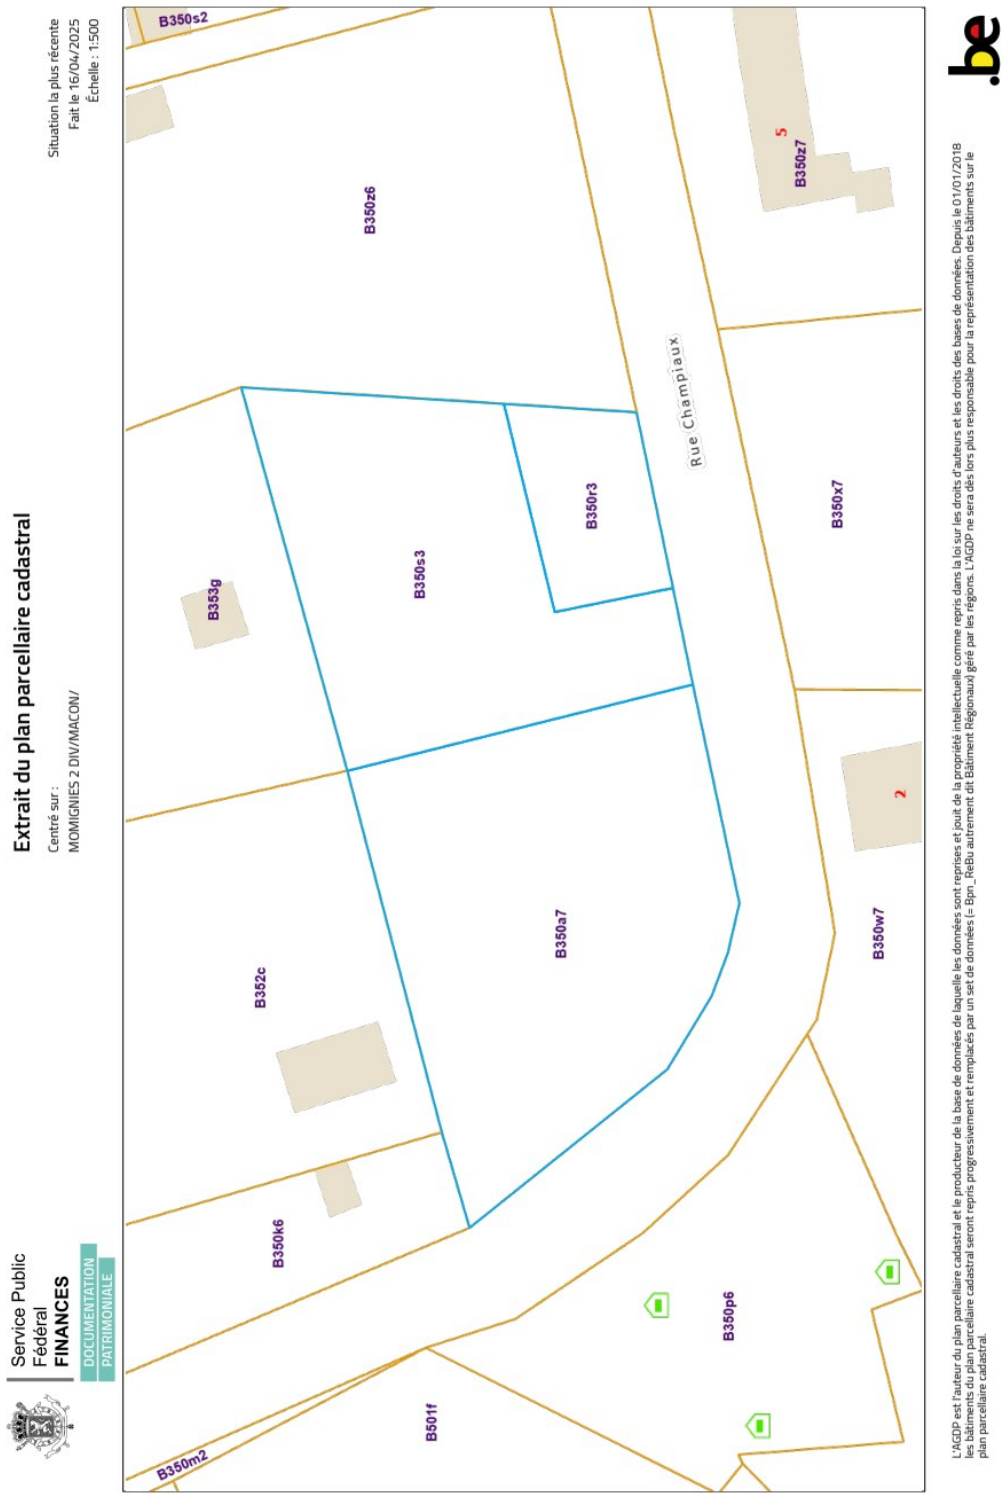 Service Public
Fédéral
FINANCES
DOCUMENTATION
PATRIMONIALE
Extrait du plan parcellaire cadastral
Centré sur :
MOMIGNIES 2 DIV/MACON/
Situation la plus récente
Fait le 16/04/2025
Échelle : 1:500
B350s2
B350z6
B353g
B350s3
B350r3
Rue Champiaux
5
B350z7
B350x7
B352c
B350a7
2
B350w7
B350k6
B350p6
B501f
B350m2
L'AGDP est l'auteur du plan parcellaire cadastral et le producteur de la base de données de laquelle les données sont reprises et jouit de la propriété intellectuelle comme repris dans la loi sur les droits d'auteurs et les droits des bases de données. Depuis le 01/01/2018
les bâtiments du plan parcellaire cadastral seront repris progressivement et remplacés par un set de données (= Bpn_ReBu autrement dit Bâtiment Régionaux) géré par les régions. L'AGDP ne sera dès lors plus responsable pour la représentation des bâtiments sur le
plan parcellaire cadastral.
.be